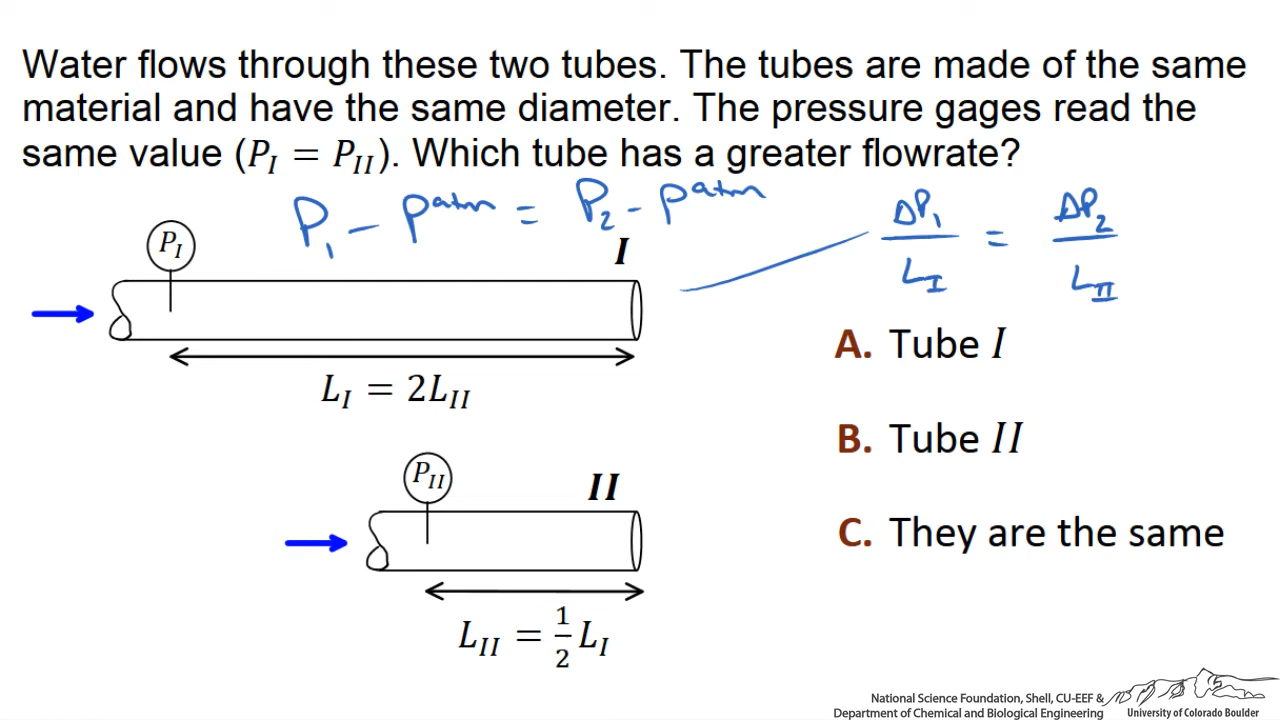 Water flows through these two tubes. The tubes are made of the same
material and have the same diameter. The pressure gages read the
same value (P_I = P_II). Which tube has a greater flowrate?
P_1 - P^atm = P_2 - P^atm
ΔP_1 / L_I = ΔP_2 / L_II
P_I
I
L_I = 2L_II
A. Tube I
B. Tube II
C. They are the same
P_II
II
L_II = 1/2 L_I
National Science Foundation, Shell, CU-EEF &
Department of Chemical and Biological Engineering
University of Colorado Boulder